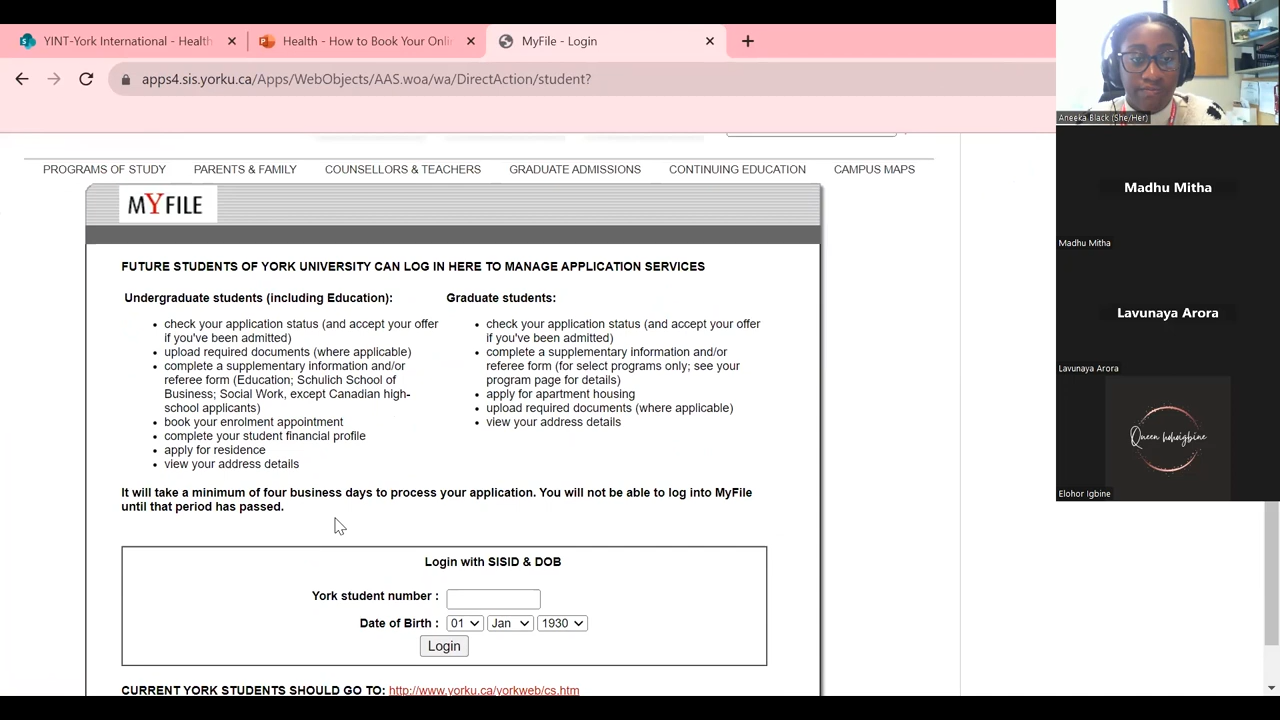 YINT-York International - Health
Health - How to Book Your Onli
MyFile - Login
apps4.sis.yorku.ca/Apps/WebObjects/AAS.woa/wa/DirectAction/student?
PROGRAMS OF STUDY PARENTS & FAMILY COUNSELLORS & TEACHERS GRADUATE ADMISSIONS CONTINUING EDUCATION CAMPUS MAPS
MYFILE
FUTURE STUDENTS OF YORK UNIVERSITY CAN LOG IN HERE TO MANAGE APPLICATION SERVICES
Undergraduate students (including Education):
• check your application status (and accept your offer
if you've been admitted)
• upload required documents (where applicable)
• complete a supplementary information and/or
referee form (Education; Schulich School of
Business; Social Work, except Canadian high-
school applicants)
• book your enrolment appointment
• complete your student financial profile
• apply for residence
• view your address details
Graduate students:
• check your application status (and accept your offer
if you've been admitted)
• complete a supplementary information and/or
referee form (for select programs only; see your
program page for details)
• apply for apartment housing
• upload required documents (where applicable)
• view your address details
It will take a minimum of four business days to process your application. You will not be able to log into MyFile
until that period has passed.
Login with SISID & DOB
York student number :
Date of Birth : 01 Jan 1930
Login
CURRENT YORK STUDENTS SHOULD GO TO: http://www.yorku.ca/yorkweb/cs.htm
Aneeka Black (She/Her)
Madhu Mitha
Madhu Mitha
Lavunaya Arora
Lavunaya Arora
Elohor Igbine